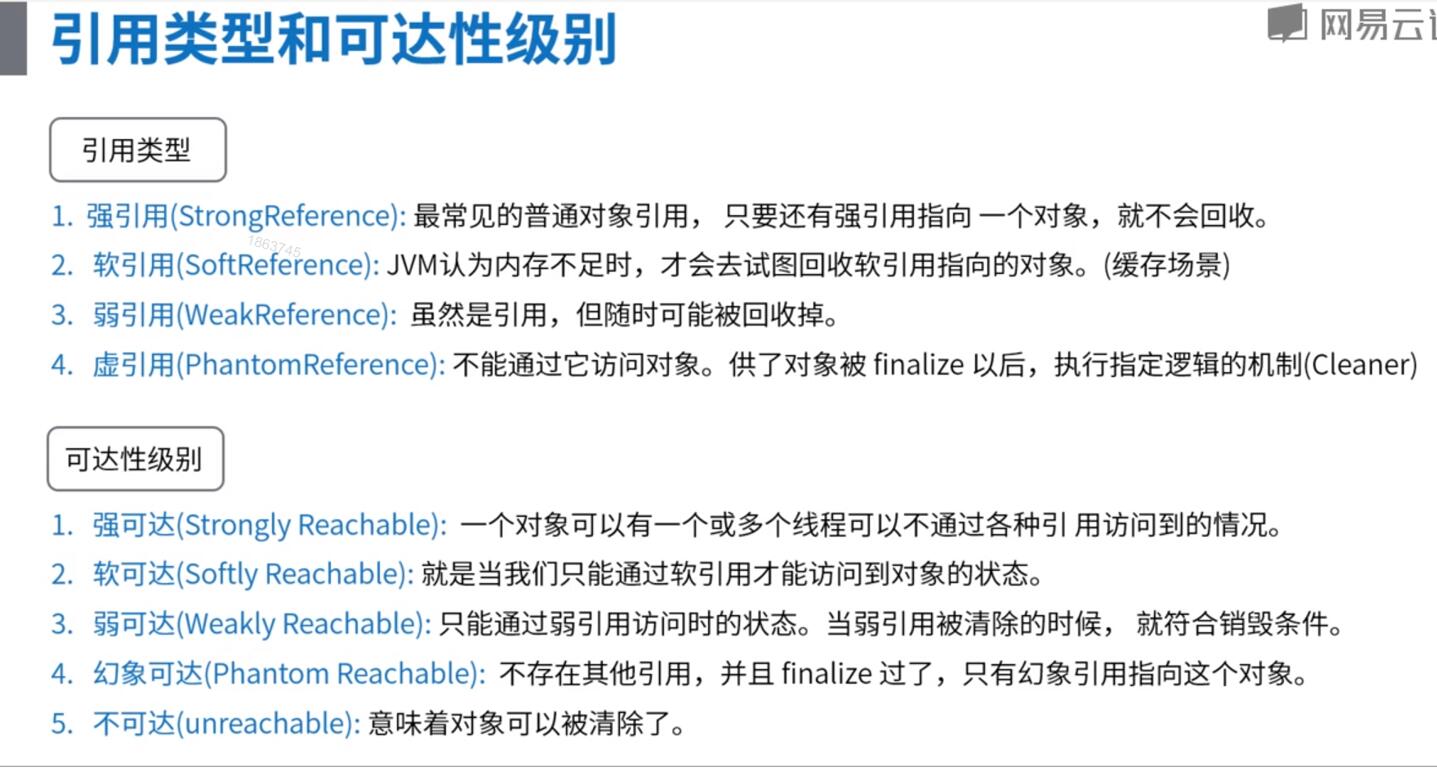 引用类型和可达性级别
网易云
引用类型
1. 强引用(StrongReference): 最常见的普通对象引用， 只要还有强引用指向 一个对象，就不会回收。
1863745
2. 软引用(SoftReference): JVM认为内存不足时，才会去试图回收软引用指向的对象。(缓存场景)
3. 弱引用(WeakReference): 虽然是引用，但随时可能被回收掉。
4. 虚引用(PhantomReference): 不能通过它访问对象。供了对象被 finalize 以后，执行指定逻辑的机制(Cleaner)
可达性级别
1. 强可达(Strongly Reachable): 一个对象可以有一个或多个线程可以不通过各种引 用访问到的情况。
2. 软可达(Softly Reachable): 就是当我们只能通过软引用才能访问到对象的状态。
3. 弱可达(Weakly Reachable): 只能通过弱引用访问时的状态。当弱引用被清除的时候， 就符合销毁条件。
4. 幻象可达(Phantom Reachable): 不存在其他引用，并且 finalize 过了，只有幻象引用指向这个对象。
5. 不可达(unreachable): 意味着对象可以被清除了。